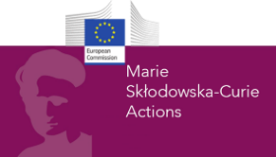 European
Commission
Marie
Skłodowska-Curie
Actions